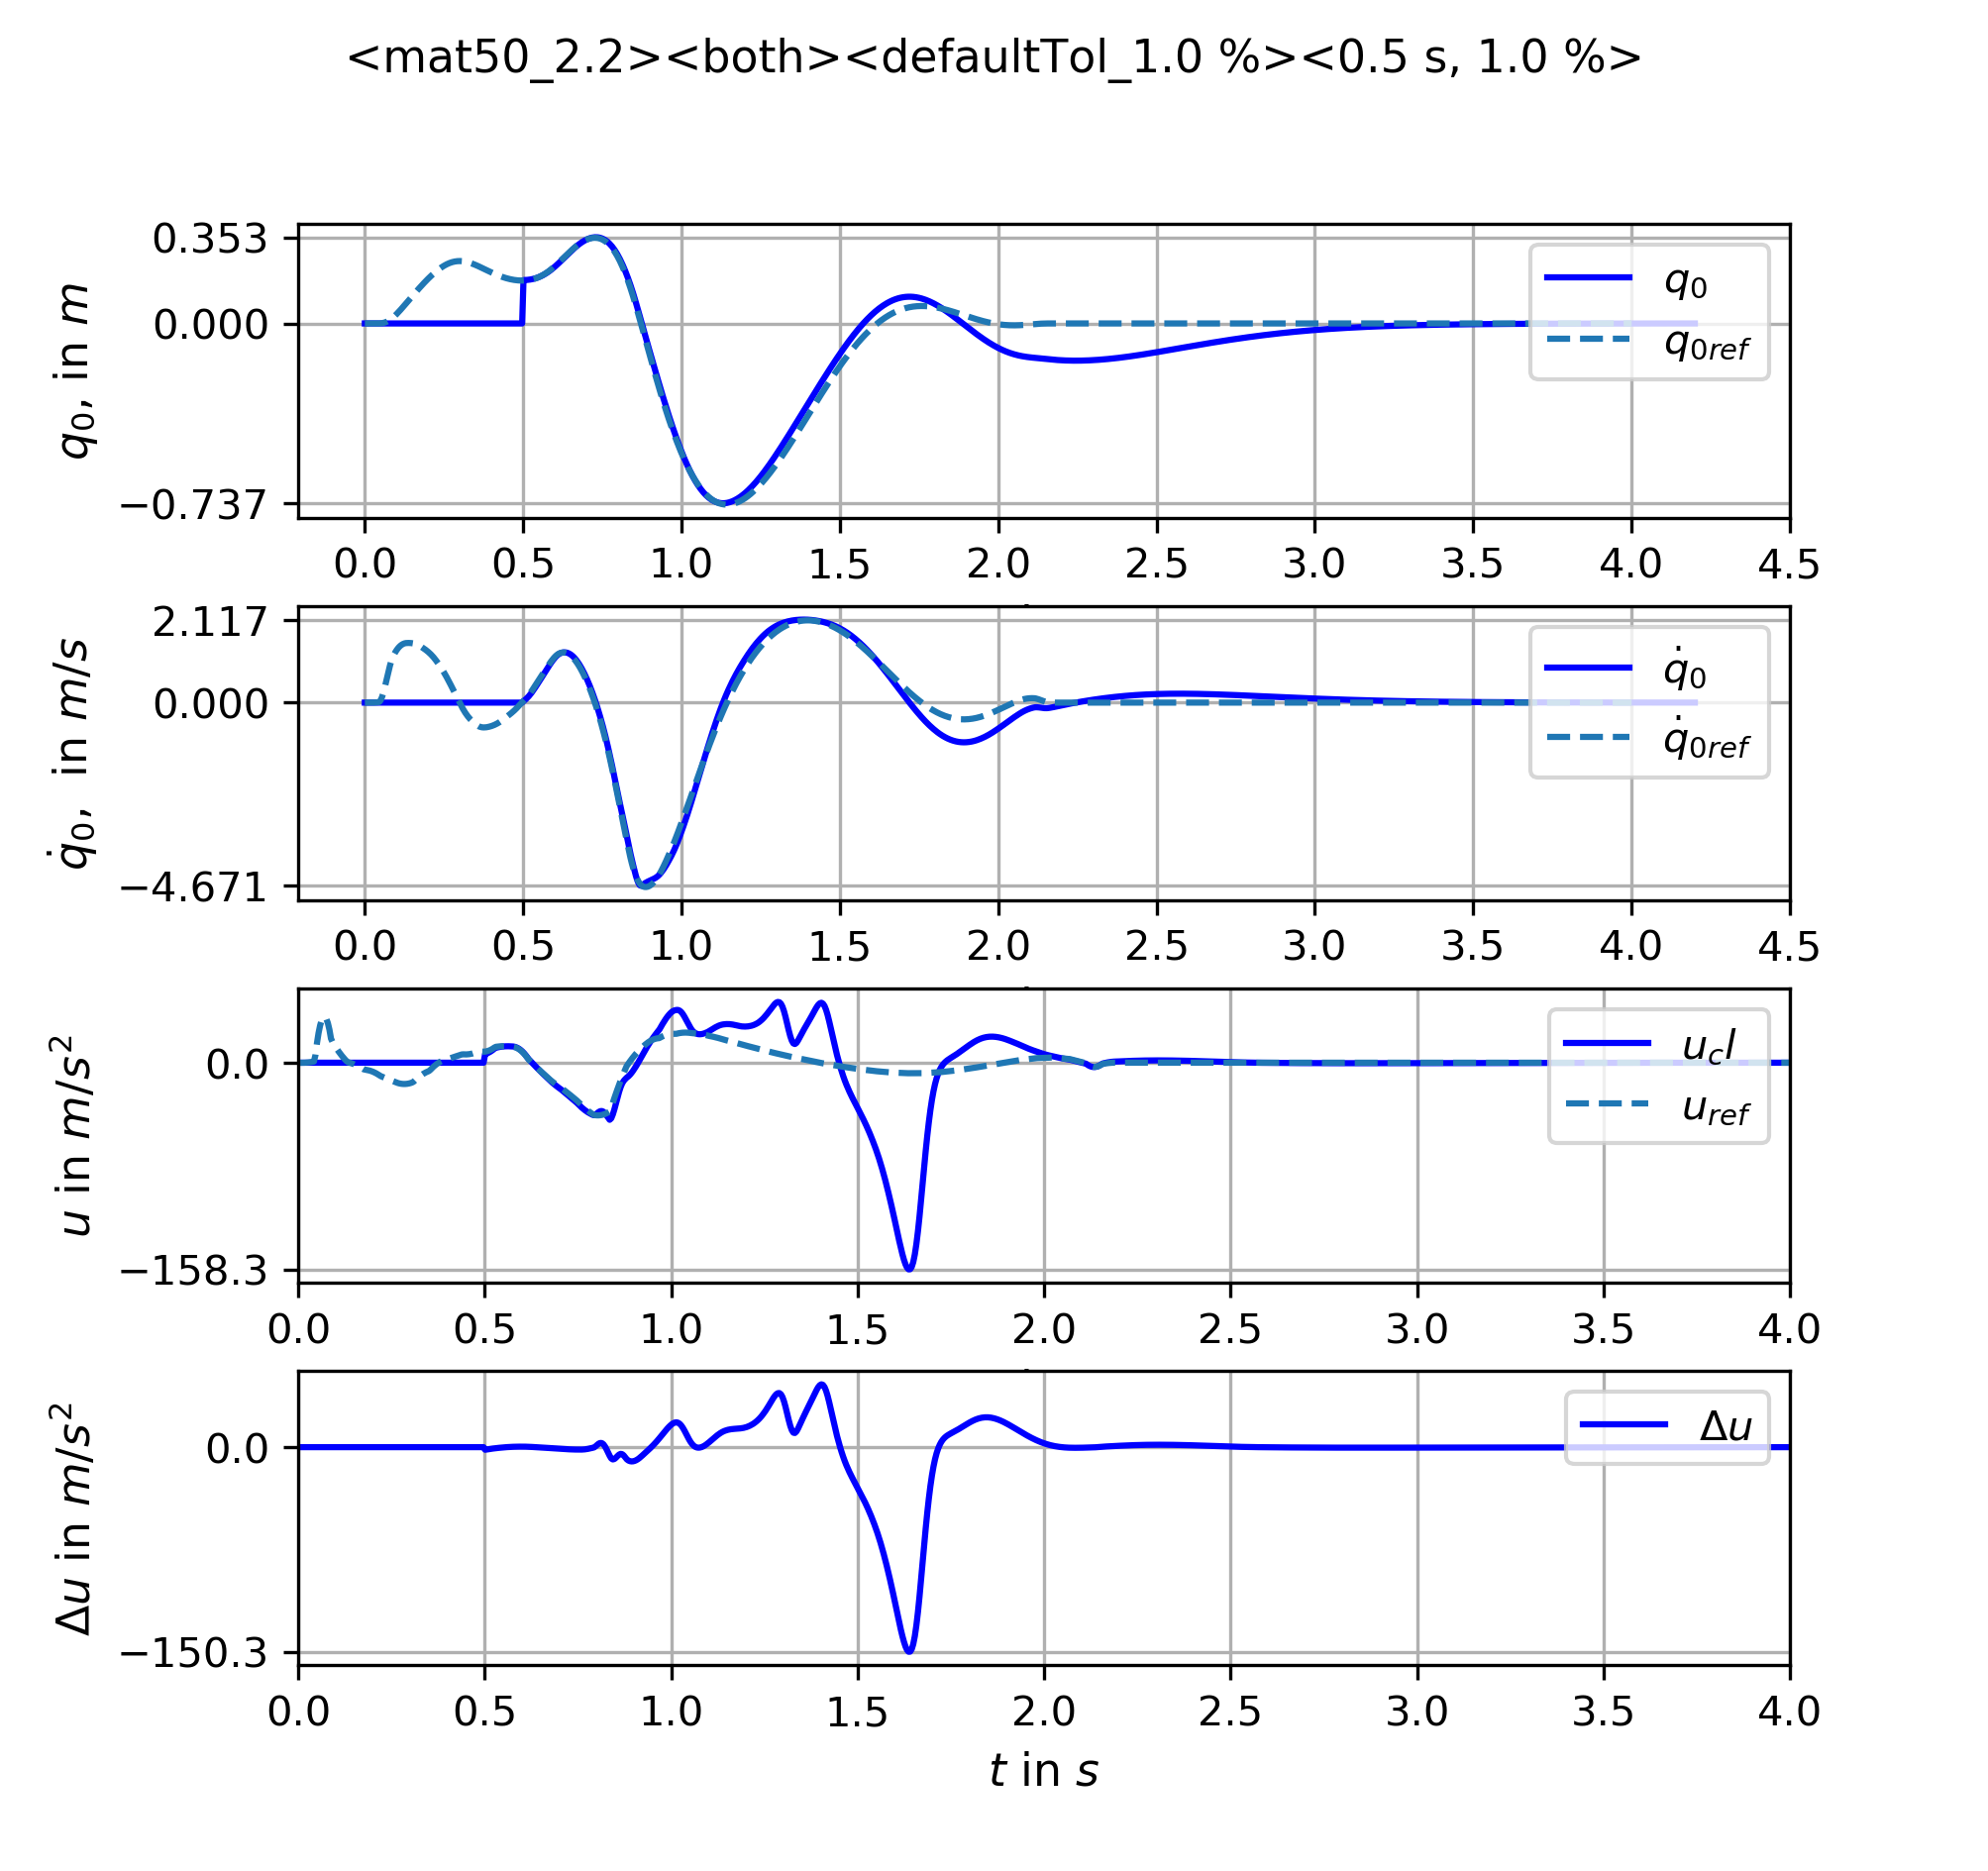 <mat50_2.2><both><defaultTol_1.0 %><0.5 s, 1.0 %>
q₀, in m
0.353
0.000
−0.737
q₀
q₀ref
0.0 0.5 1.0 1.5 2.0 2.5 3.0 3.5 4.0 4.5
q̇₀, in m/s
2.117
0.000
−4.671
q̇₀
q̇₀ref
0.0 0.5 1.0 1.5 2.0 2.5 3.0 3.5 4.0 4.5
u in m/s²
0.0
−158.3
u_cl
u_ref
0.0 0.5 1.0 1.5 2.0 2.5 3.0 3.5 4.0
Δu in m/s²
0.0
−150.3
Δu
0.0 0.5 1.0 1.5 2.0 2.5 3.0 3.5 4.0
t in s